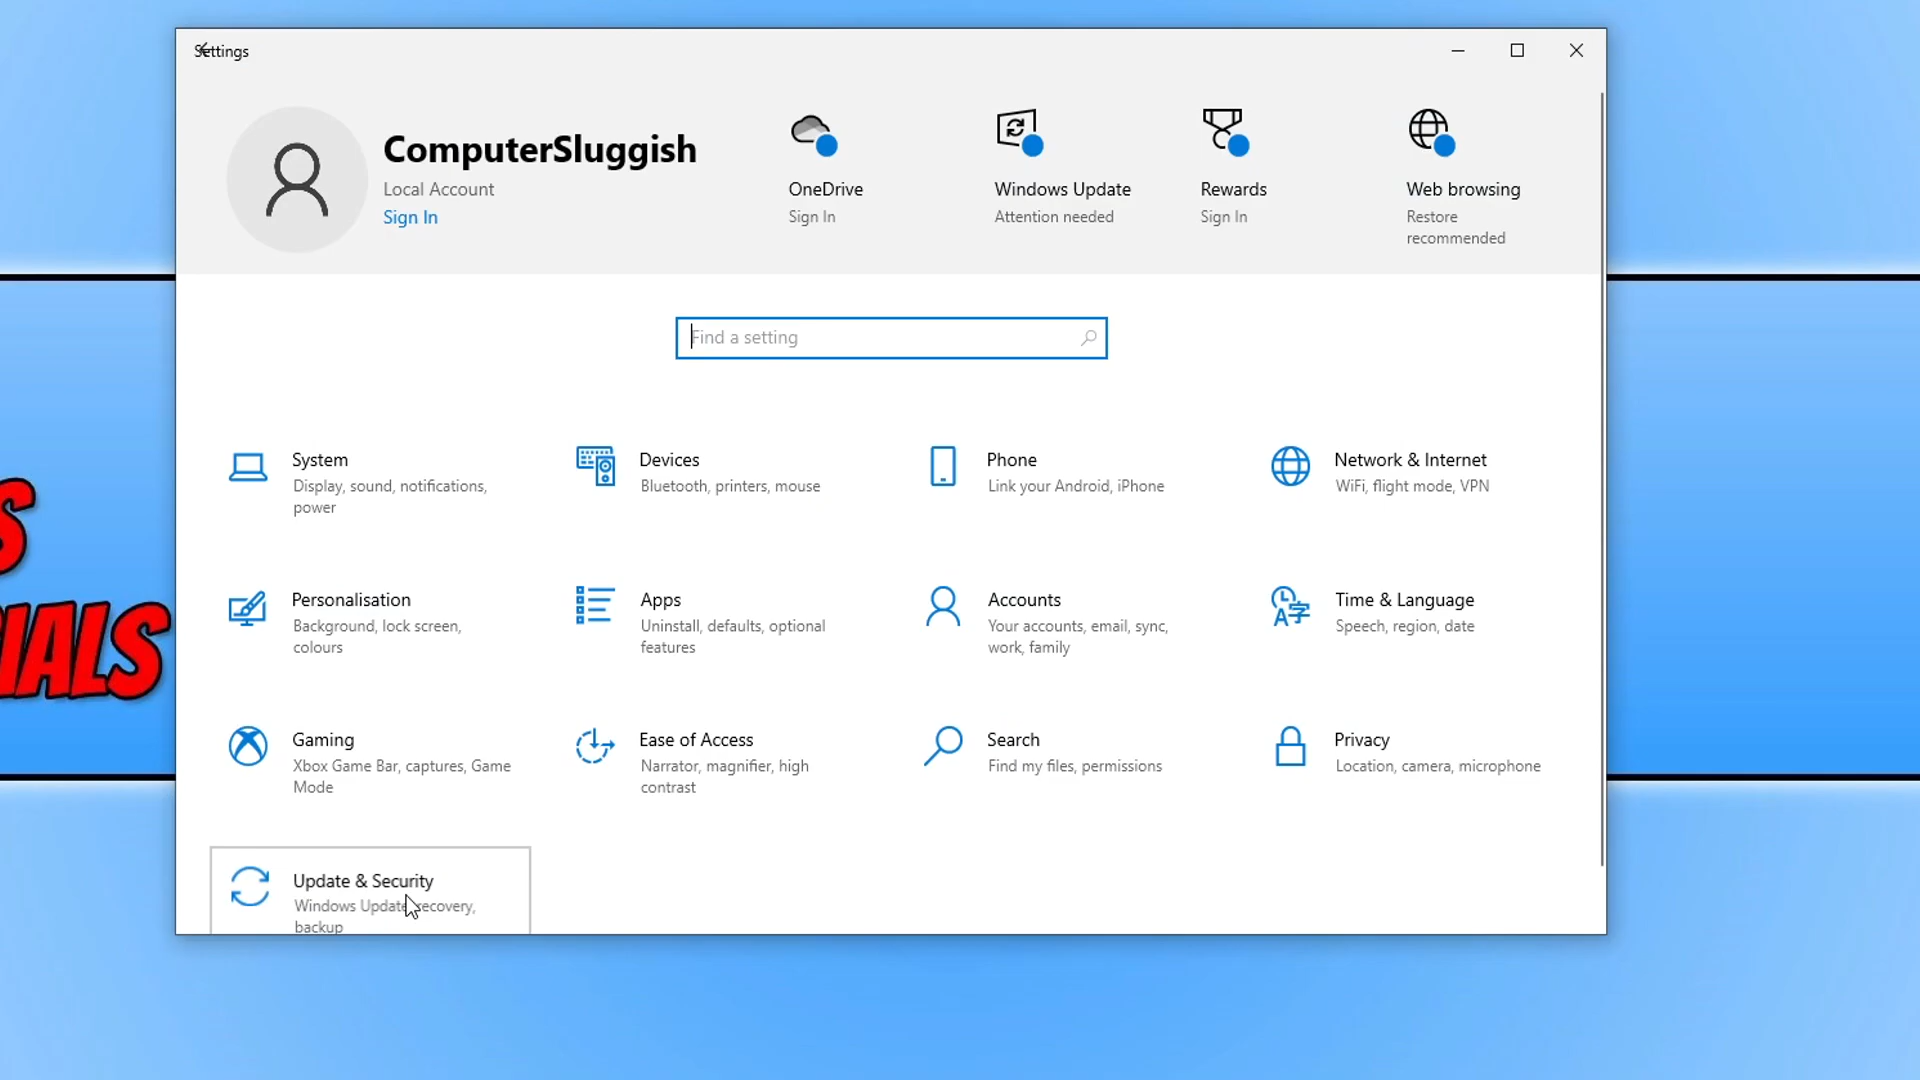 Settings
ComputerSluggish
Local Account
Sign In
OneDrive
Sign In
Windows Update
Attention needed
Rewards
Sign In
Web browsing
Restore
recommended
Find a setting
System
Display, sound, notifications,
power
Devices
Bluetooth, printers, mouse
Phone
Link your Android, iPhone
Network & Internet
WiFi, flight mode, VPN
Personalisation
Background, lock screen,
colours
Apps
Uninstall, defaults, optional
features
Accounts
Your accounts, email, sync,
work, family
Time & Language
Speech, region, date
Gaming
Xbox Game Bar, captures, Game
Mode
Ease of Access
Narrator, magnifier, high
contrast
Search
Find my files, permissions
Privacy
Location, camera, microphone
Update & Security
Windows Update, recovery,
backup
S
IALS